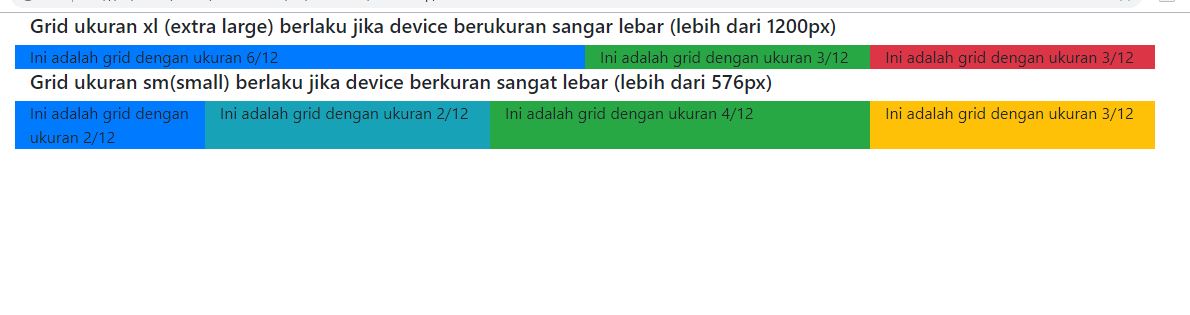 Grid ukuran xl (extra large) berlaku jika device berukuran sangar lebar (lebih dari 1200px)
Ini adalah grid dengan ukuran 6/12 Ini adalah grid dengan ukuran 3/12 Ini adalah grid dengan ukuran 3/12
Grid ukuran sm(small) berlaku jika device berkuran sangat lebar (lebih dari 576px)
Ini adalah grid dengan Ini adalah grid dengan ukuran 2/12 Ini adalah grid dengan ukuran 4/12 Ini adalah grid dengan ukuran 3/12
ukuran 2/12